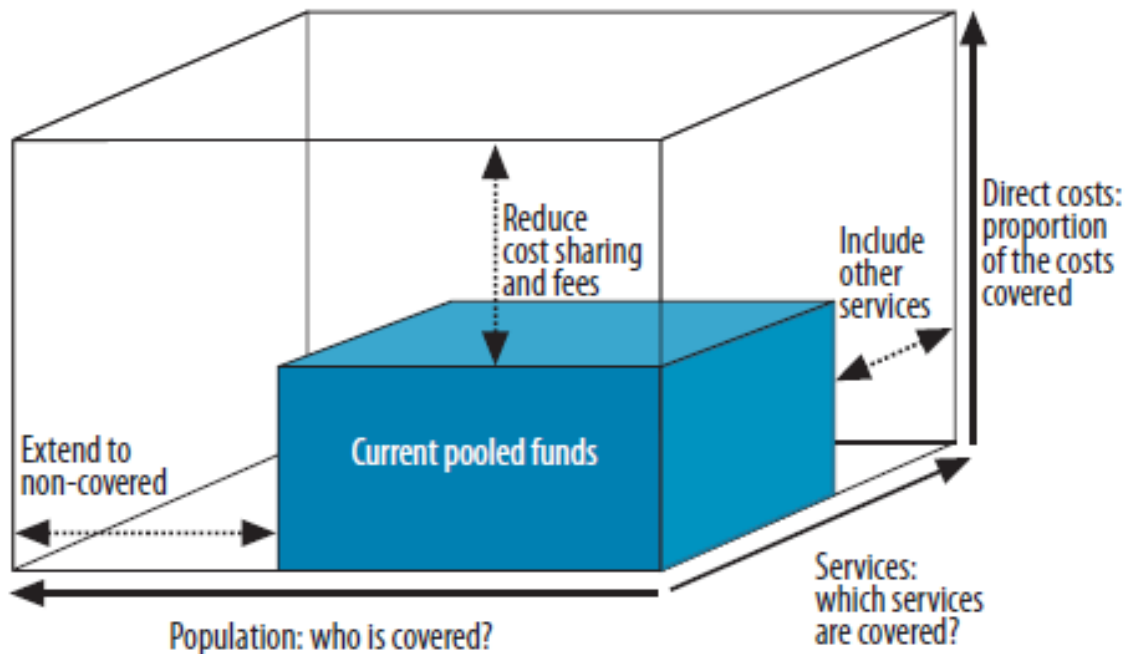 Reduce
cost sharing
and fees
Include
other
services
Direct costs:
proportion
of the costs
covered
Extend to
non-covered
Current pooled funds
Services:
which services
are covered?
Population: who is covered?